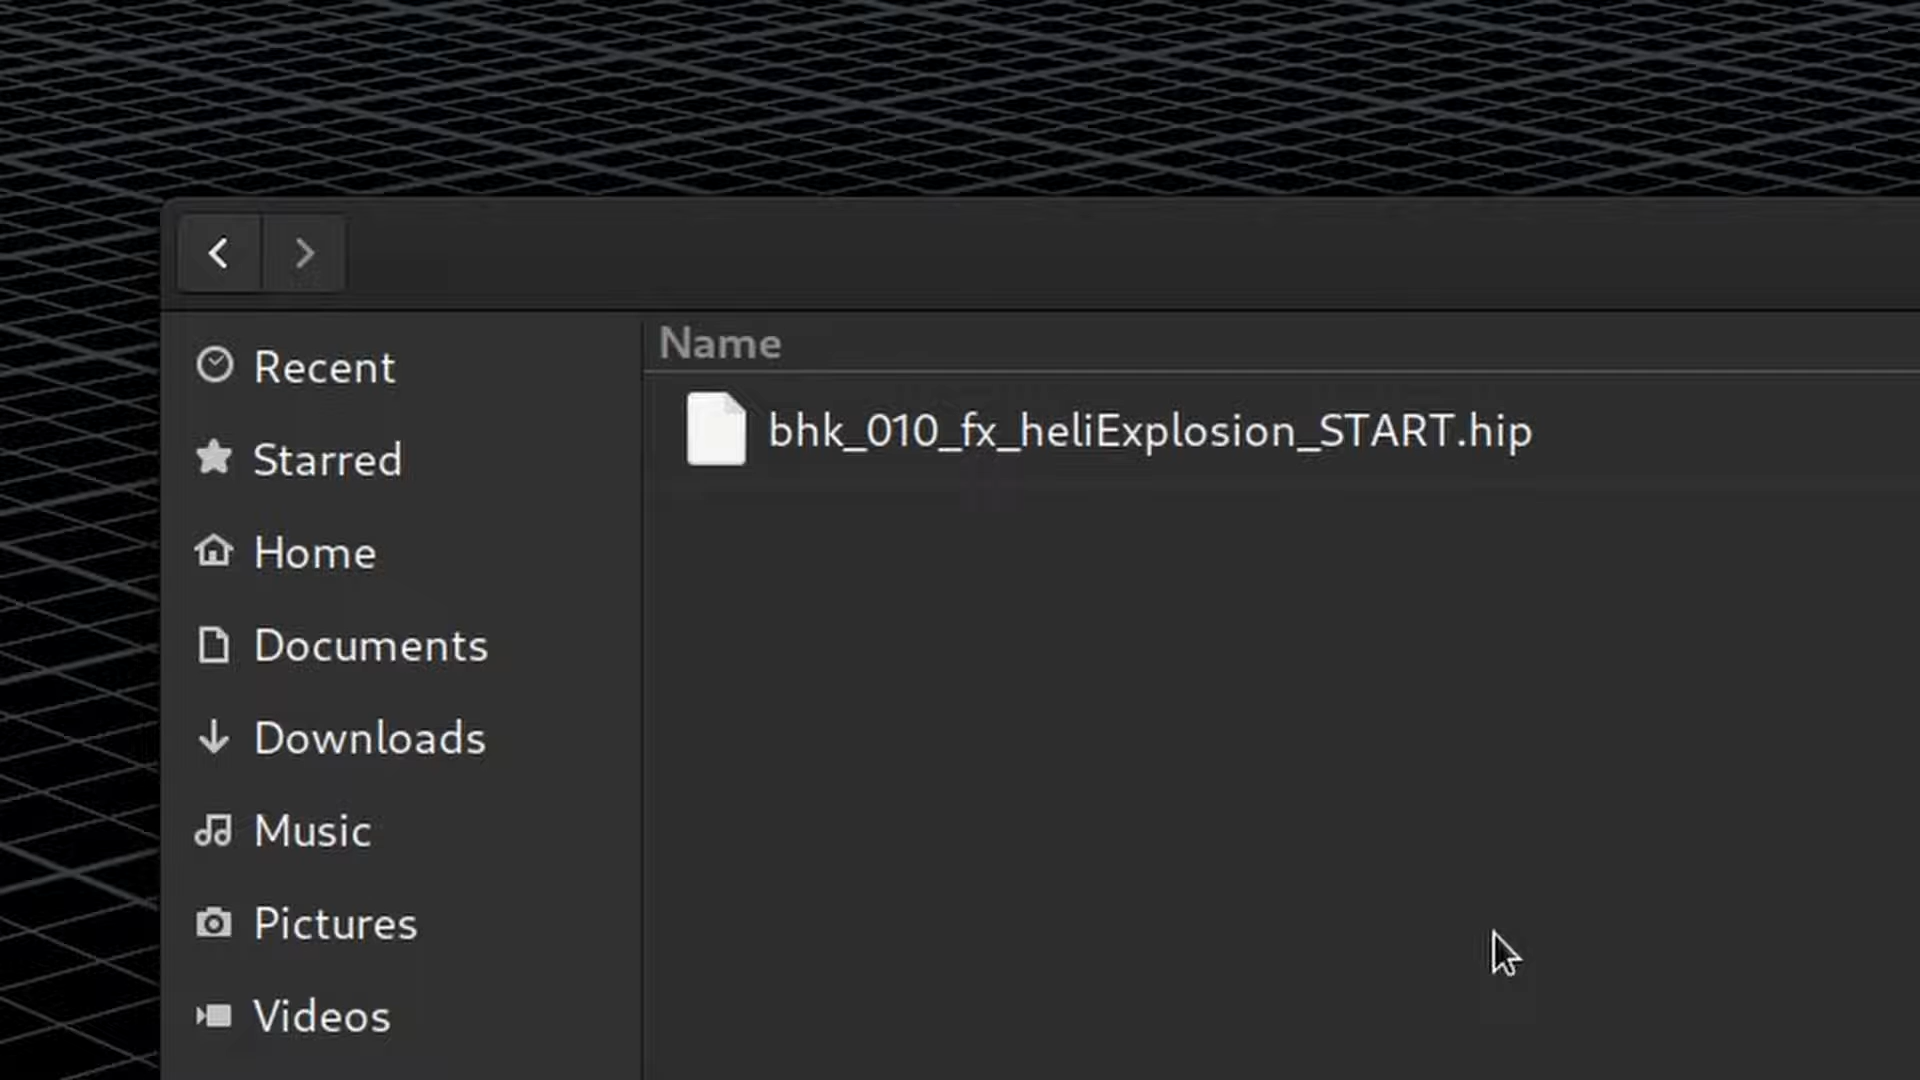 Recent
Starred
Home
Documents
Downloads
Music
Pictures
Videos
Name
bhk_010_fx_heliExplosion_START.hip